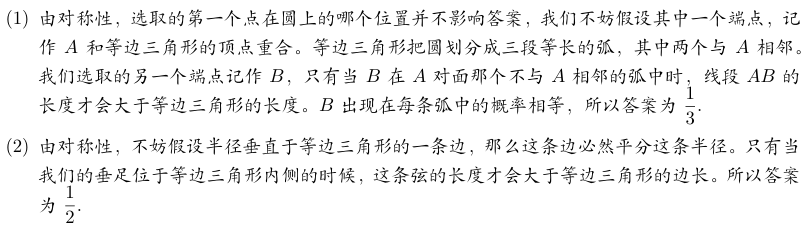 (1) 由对称性，选取的第一个点在圆上的哪个位置并不影响答案，我们不妨假设其中一个端点，记
作 A 和等边三角形的顶点重合。等边三角形把圆划分成三段等长的弧，其中两个与 A 相邻。
我们选取的另一个端点记作 B，只有当 B 在 A 对面那个不与 A 相邻的弧中时，线段 AB 的
长度才会大于等边三角形的长度。B 出现在每条弧中的概率相等，所以答案为 1/3.
(2) 由对称性，不妨假设半径垂直于等边三角形的一条边，那么这条边必然平分这条半径。只有当
我们的垂足位于等边三角形内侧的时候，这条弦的长度才会大于等边三角形的边长。所以答案
为 1/2.